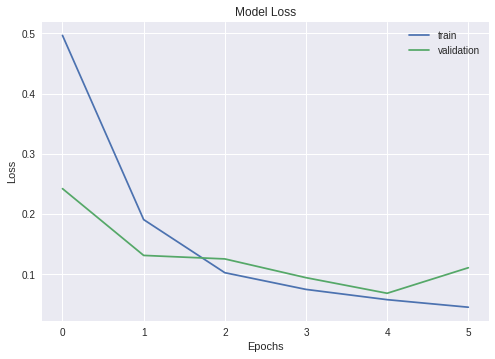 Model Loss
train
validation
0.5
0.4
0.3
0.2
0.1
Loss
0 1 2 3 4 5
Epochs